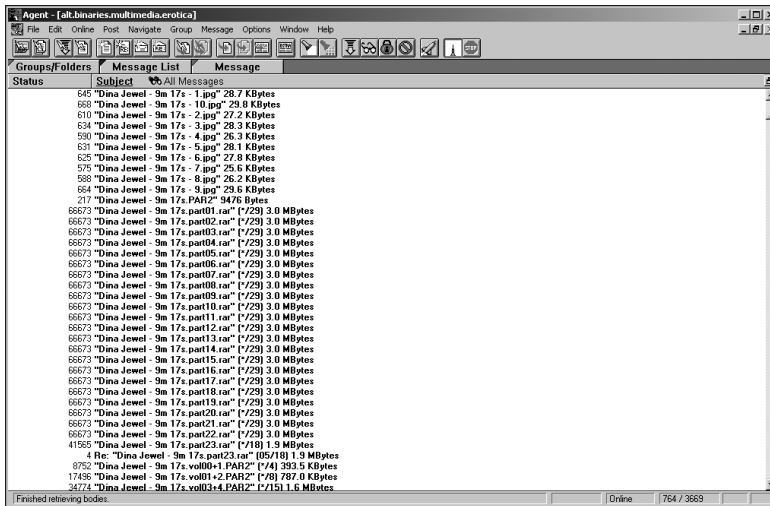 Agent - [alt.binaries.multimedia.erotica]
File Edit Online Post Navigate Group Message Options Window Help
Groups/Folders Message List Message
Status Subject All Messages
645 "Dina Jewel - 9m 17s - 1.jpg" 28.7 KBytes
668 "Dina Jewel - 9m 17s - 10.jpg" 29.8 KBytes
610 "Dina Jewel - 9m 17s - 2.jpg" 27.2 KBytes
634 "Dina Jewel - 9m 17s - 3.jpg" 28.3 KBytes
590 "Dina Jewel - 9m 17s - 4.jpg" 26.3 KBytes
631 "Dina Jewel - 9m 17s - 5.jpg" 28.1 KBytes
625 "Dina Jewel - 9m 17s - 6.jpg" 27.8 KBytes
575 "Dina Jewel - 9m 17s - 7.jpg" 25.6 KBytes
588 "Dina Jewel - 9m 17s - 8.jpg" 26.2 KBytes
664 "Dina Jewel - 9m 17s - 9.jpg" 29.6 KBytes
217 "Dina Jewel - 9m 17s.PAR2" 9476 Bytes
66673 "Dina Jewel - 9m 17s.part01.rar" (*/29) 3.0 MBytes
66673 "Dina Jewel - 9m 17s.part02.rar" (*/29) 3.0 MBytes
66673 "Dina Jewel - 9m 17s.part03.rar" (*/29) 3.0 MBytes
66673 "Dina Jewel - 9m 17s.part04.rar" (*/29) 3.0 MBytes
66673 "Dina Jewel - 9m 17s.part05.rar" (*/29) 3.0 MBytes
66673 "Dina Jewel - 9m 17s.part06.rar" (*/29) 3.0 MBytes
66673 "Dina Jewel - 9m 17s.part07.rar" (*/29) 3.0 MBytes
66673 "Dina Jewel - 9m 17s.part08.rar" (*/29) 3.0 MBytes
66673 "Dina Jewel - 9m 17s.part09.rar" (*/29) 3.0 MBytes
66673 "Dina Jewel - 9m 17s.part10.rar" (*/29) 3.0 MBytes
66673 "Dina Jewel - 9m 17s.part11.rar" (*/29) 3.0 MBytes
66673 "Dina Jewel - 9m 17s.part12.rar" (*/29) 3.0 MBytes
66673 "Dina Jewel - 9m 17s.part13.rar" (*/29) 3.0 MBytes
66673 "Dina Jewel - 9m 17s.part14.rar" (*/29) 3.0 MBytes
66673 "Dina Jewel - 9m 17s.part15.rar" (*/29) 3.0 MBytes
66673 "Dina Jewel - 9m 17s.part16.rar" (*/29) 3.0 MBytes
66673 "Dina Jewel - 9m 17s.part17.rar" (*/29) 3.0 MBytes
66673 "Dina Jewel - 9m 17s.part18.rar" (*/29) 3.0 MBytes
66673 "Dina Jewel - 9m 17s.part19.rar" (*/29) 3.0 MBytes
66673 "Dina Jewel - 9m 17s.part20.rar" (*/29) 3.0 MBytes
66673 "Dina Jewel - 9m 17s.part21.rar" (*/29) 3.0 MBytes
66673 "Dina Jewel - 9m 17s.part22.rar" (*/29) 3.0 MBytes
41565 "Dina Jewel - 9m 17s.part23.rar" (*/18) 1.9 MBytes
4 Re: "Dina Jewel - 9m 17s.part23.rar" (05/18) 1.9 MBytes
8752 "Dina Jewel - 9m 17s.vol00+1.PAR2" (*/4) 393.5 KBytes
17496 "Dina Jewel - 9m 17s.vol01+2.PAR2" (*/8) 787.0 KBytes
34774 "Dina Jewel - 9m 17s.vol03+4.PAR2" (*/15) 1.6 MBytes
Finished retrieving bodies. Online 764 / 3669